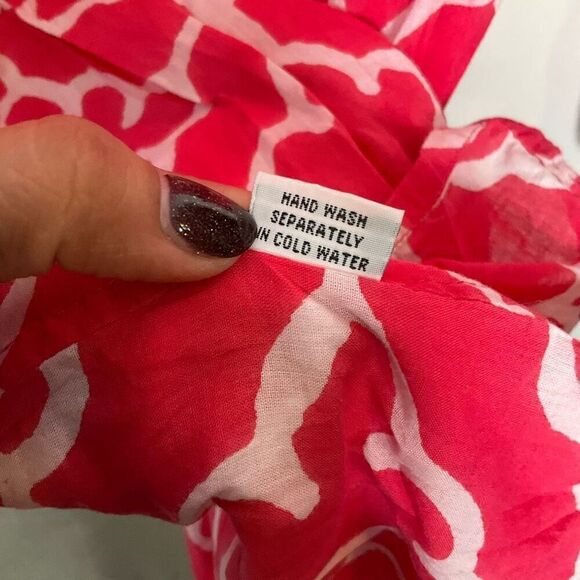 HAND WASH
SEPARATELY
IN COLD WATER